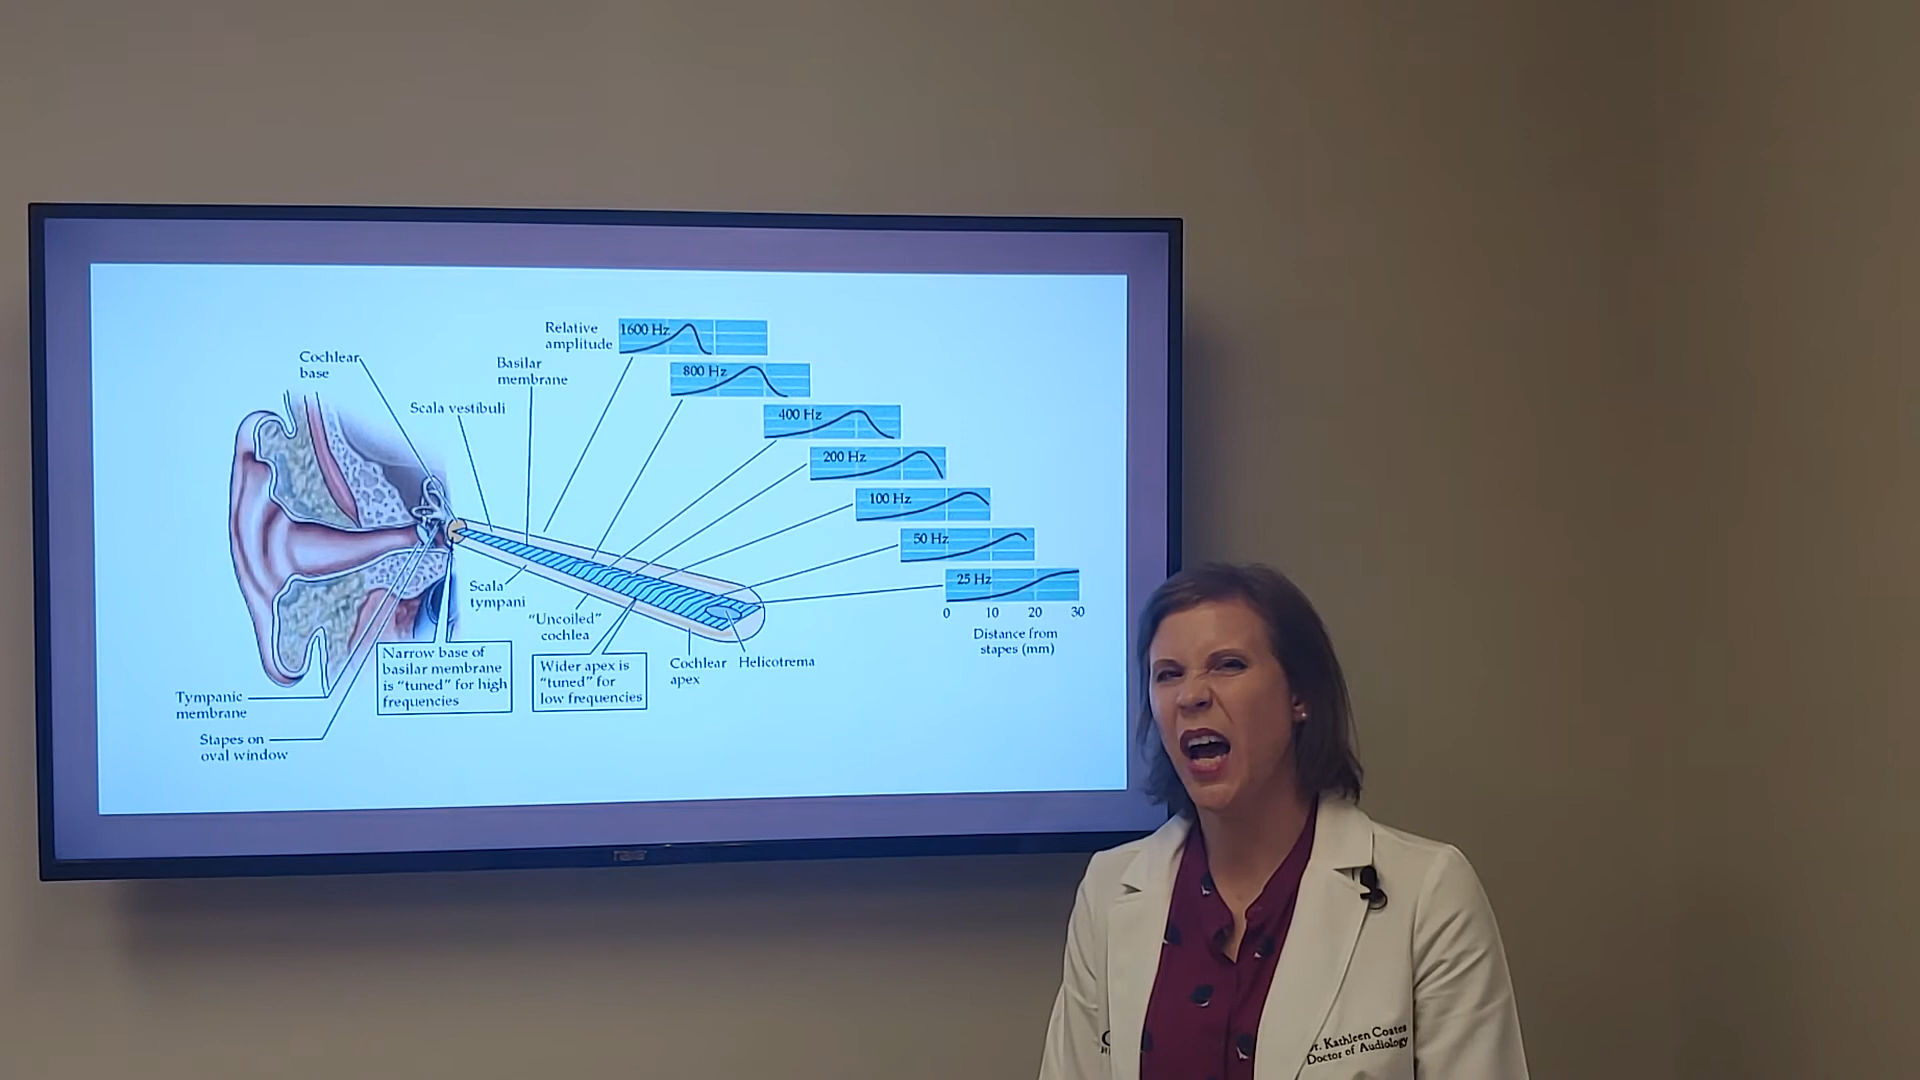 Relative
amplitude
1600 Hz
Cochlear
base
Basilar
membrane
800 Hz
Scala vestibuli
400 Hz
200 Hz
100 Hz
50 Hz
25 Hz
0 10 20 30
Distance from
stapes (mm)
Scala
tympani
"Uncoiled"
cochlea
Narrow base of
basilar membrane
is "tuned" for high
frequencies
Wider apex is
"tuned" for
low frequencies
Cochlear
apex
Helicotrema
Tympanic
membrane
Stapes on
oval window
Kathleen Coates
Doctor of Audiology